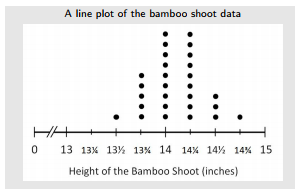 A line plot of the bamboo shoot data
0 13 13¼ 13½ 13¾ 14 14¼ 14½ 14¾ 15
Height of the Bamboo Shoot (inches)